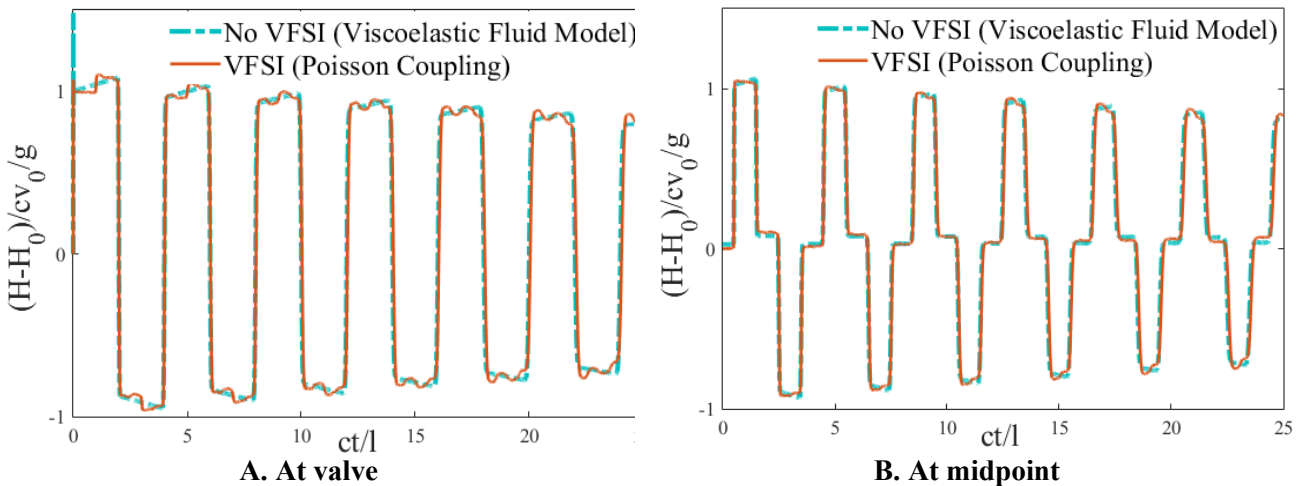 No VFSI (Viscoelastic Fluid Model)
VFSI (Poisson Coupling)
(H-H0)/cv0/g
1
0
-1
0
5
10
15
20
ct/l
A. At valve
No VFSI (Viscoelastic Fluid Model)
VFSI (Poisson Coupling)
(H-H0)/cv0/g
1
0
-1
0
5
10
15
20
25
ct/l
B. At midpoint